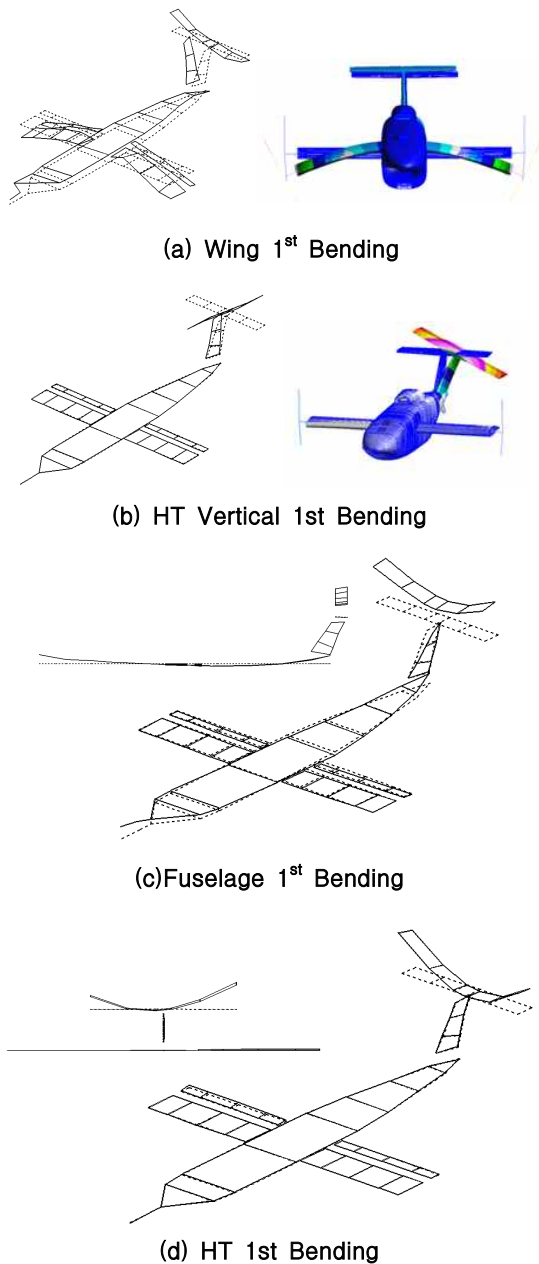 (a) Wing 1st Bending
(b) HT Vertical 1st Bending
(c)Fuselage 1st Bending
(d) HT 1st Bending